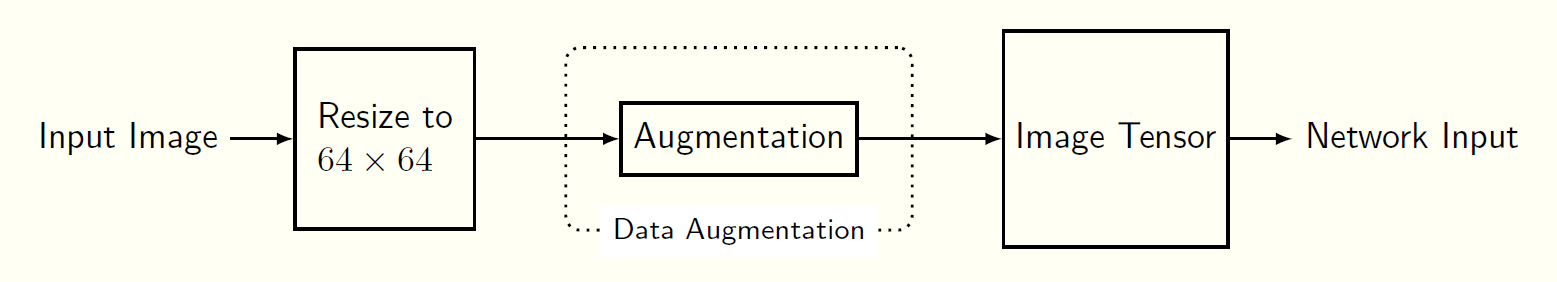 Input Image
Resize to
64 × 64
Augmentation
Data Augmentation
Image Tensor
Network Input